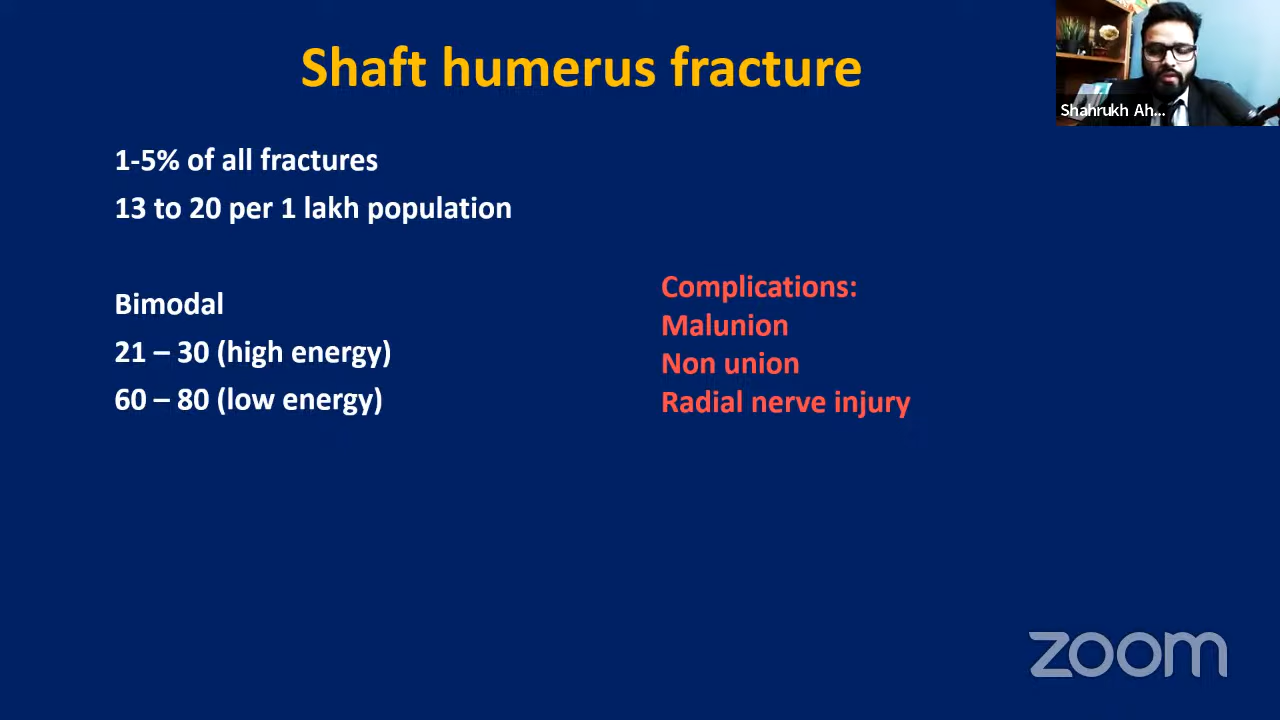 Shaft humerus fracture
Shahrukh Ah...
1-5% of all fractures
13 to 20 per 1 lakh population
Bimodal
21 – 30 (high energy)
60 – 80 (low energy)
Complications:
Malunion
Non union
Radial nerve injury
zoom